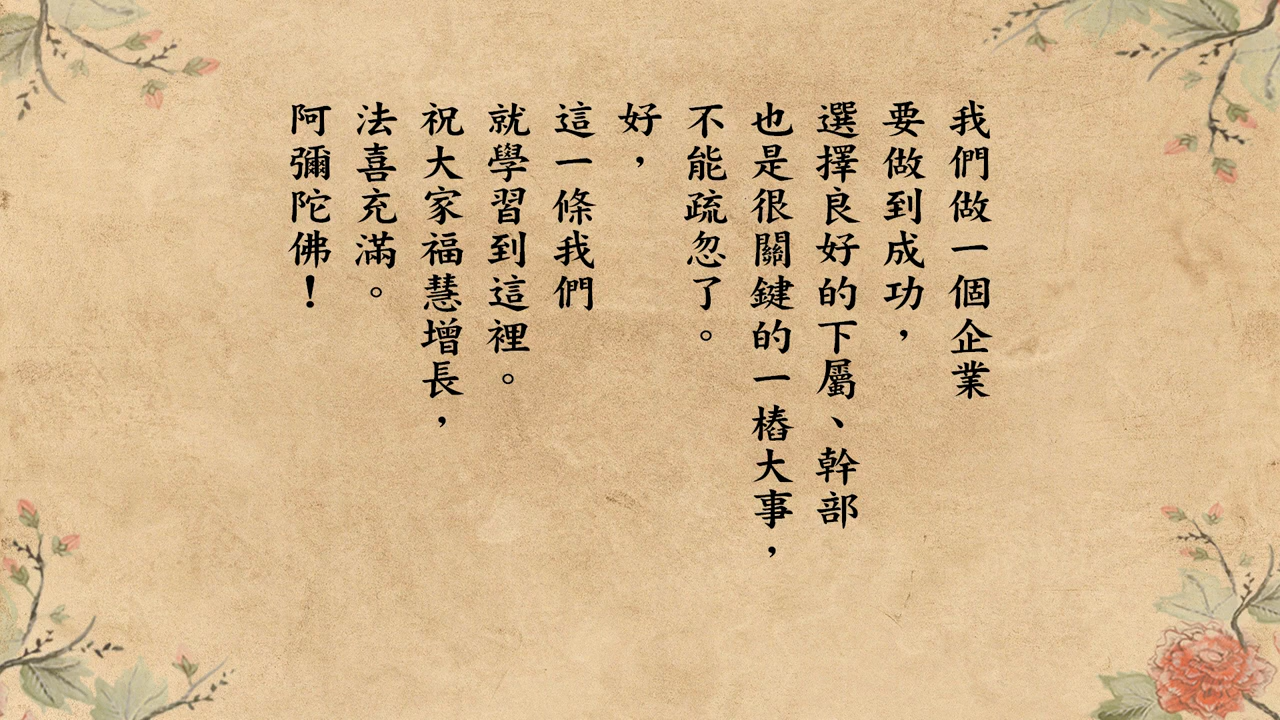 我們做一個企業
要做到成功，
選擇良好的下屬、幹部
也是很關鍵的一樁大事，
不能疏忽了。
好，
這一條我們
就學習到這裡。
祝大家福慧增長，
法喜充滿。
阿彌陀佛！